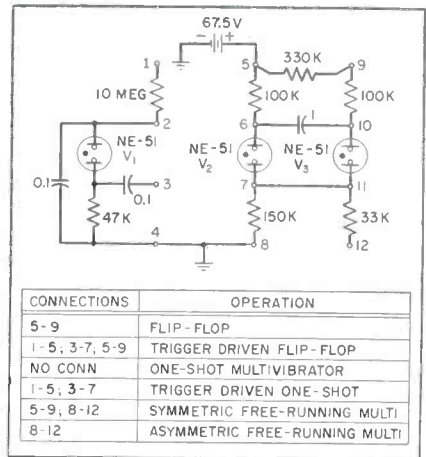 67.5V
- +
1
5
330K
9
10 MEG
100K
100K
2
6
1
10
NE-51
V1
NE-51
V2
NE-51
V3
0.1
3
0.1
7
11
47K
4
150K
33K
8
12
CONNECTIONS OPERATION
5-9 FLIP-FLOP
1-5; 3-7; 5-9 TRIGGER DRIVEN FLIP-FLOP
NO CONN ONE-SHOT MULTIVIBRATOR
1-5; 3-7 TRIGGER DRIVEN ONE-SHOT
5-9, 8-12 SYMMETRIC FREE-RUNNING MULTI
8-12 ASYMMETRIC FREE-RUNNING MULTI